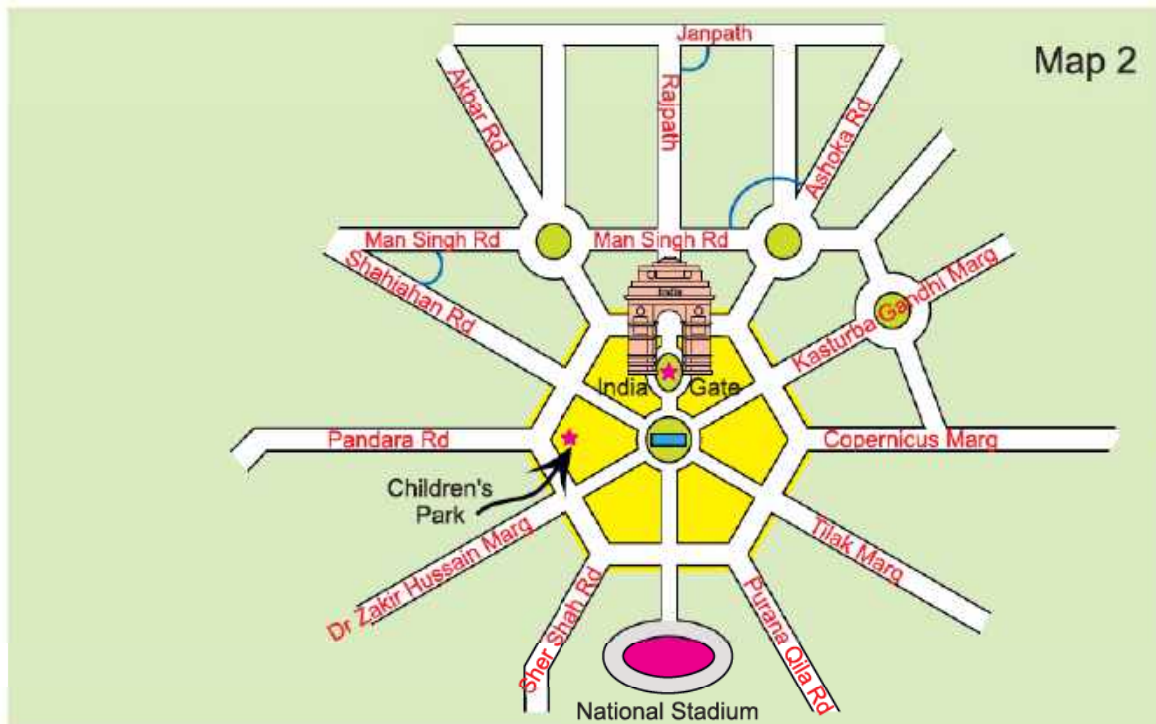 Janpath
Map 2
Akbar Rd
Rajpath
Ashoka Rd
Man Singh Rd
Man Singh Rd
Shahjahan Rd
India
Kasturba Gandhi Marg
India Gate
Pandara Rd
Copernicus Marg
Children's
Park
Dr Zakir Hussain Marg
Tilak Marg
Sher Shah Rd
Purana Qila Rd
National Stadium